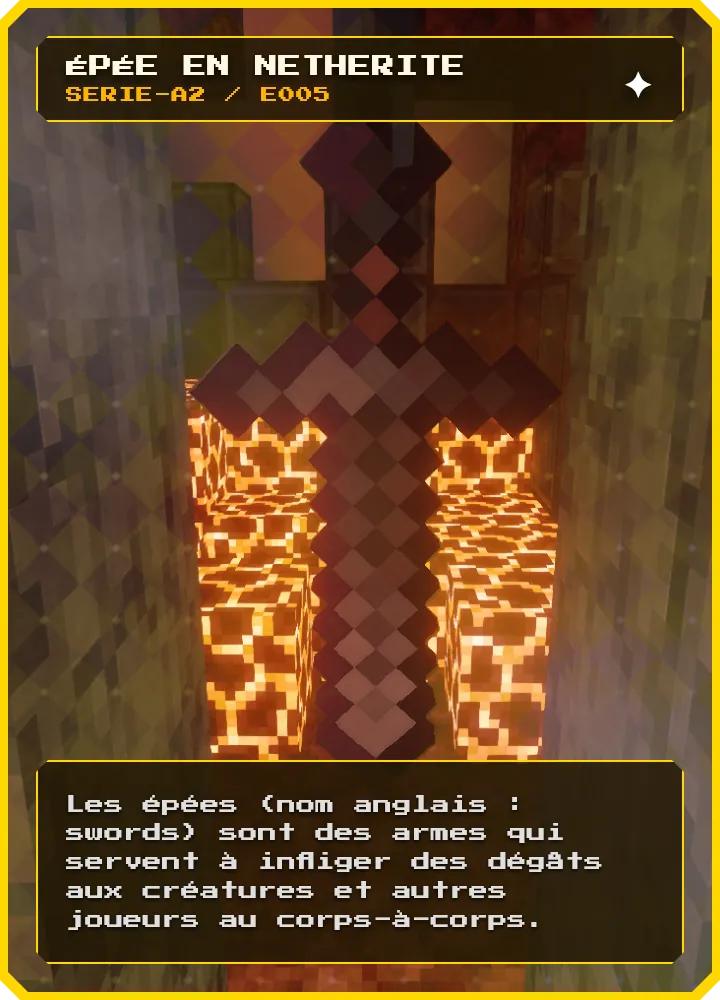 éPéE EN NETHERITE
SERIE-A2 / E005
Les épées (nom anglais :
swords) sont des armes qui
servent à infliger des dégâts
aux créatures et autres
joueurs au corps-à-corps.